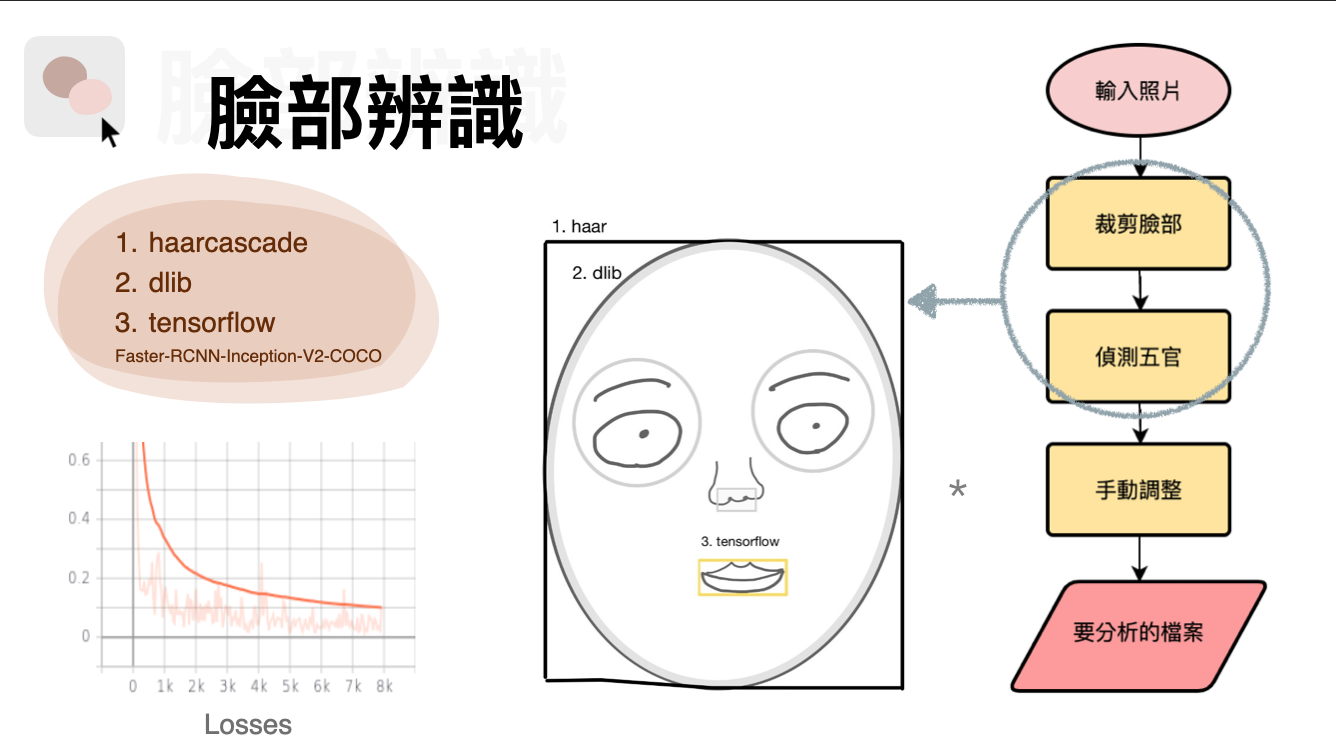 臉部辨識
1. haarcascade
2. dlib
3. tensorflow
Faster-RCNN-Inception-V2-COCO
0.6
0.4
0.2
0
0 1k 2k 3k 4k 5k 6k 7k 8k
Losses
1. haar
2. dlib
3. tensorflow
*
輸入照片
裁剪臉部
偵測五官
手動調整
要分析的檔案